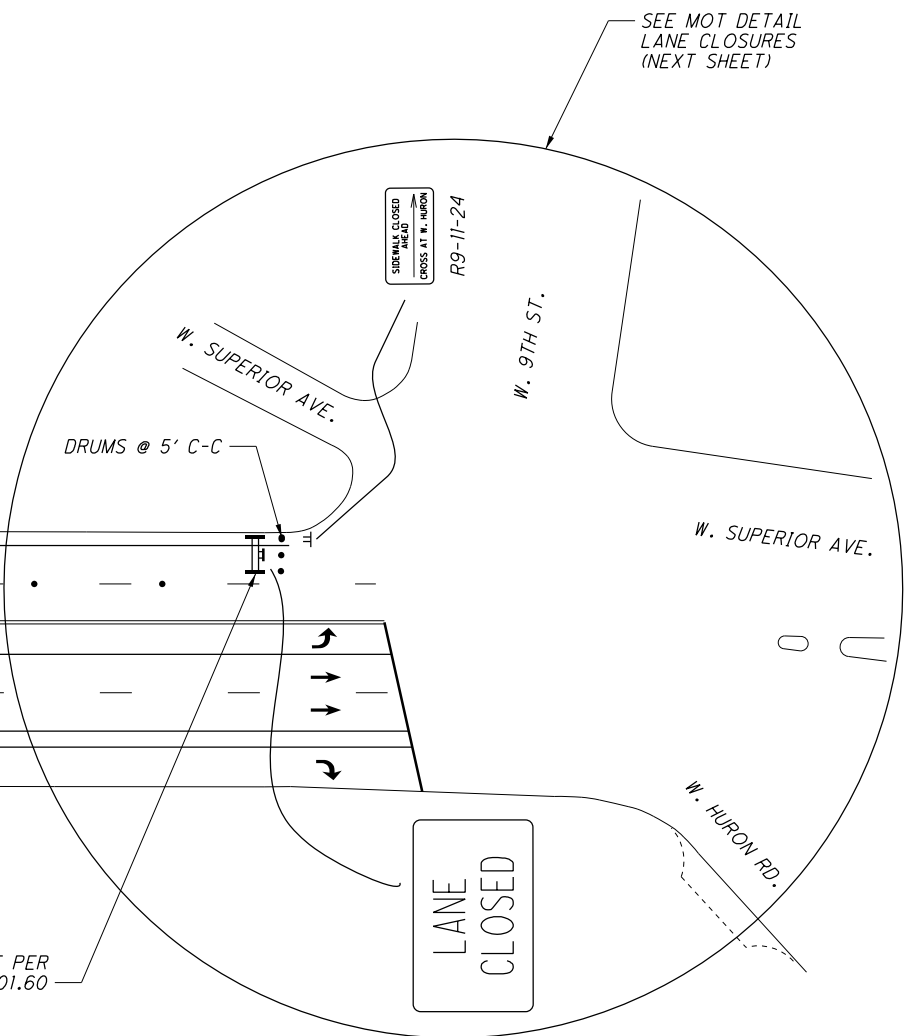 SEE MOT DETAIL
LANE CLOSURES
(NEXT SHEET)
SIDEWALK CLOSED
AHEAD
CROSS AT W. HURON
R9-11-24
W. 9TH ST.
W. SUPERIOR AVE.
DRUMS @ 5' C-C
W. SUPERIOR AVE.
W. HURON RD.
LANE
CLOSED
PER
01.60